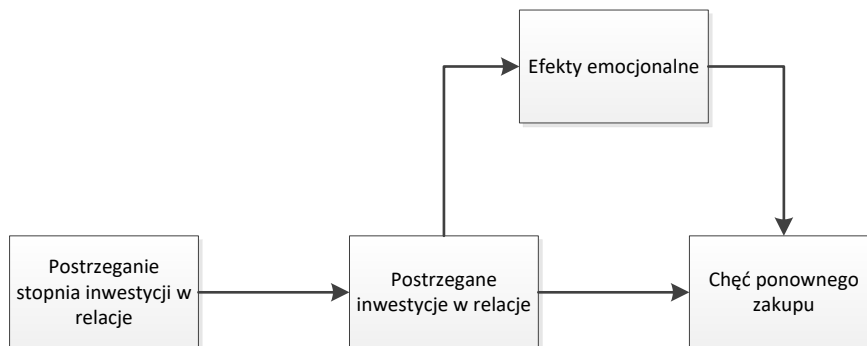 Efekty emocjonalne
Postrzeganie
stopnia inwestycji w
relacje
Postrzegane
inwestycje w relacje
Chęć ponownego
zakupu